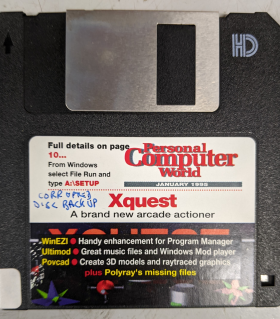 HD
Full details on page
10...
From Windows
select File Run and
type A:\SETUP
Personal
Computer
World
JANUARY 1995
CORRUPTED
DISC BACKUP
Xquest
A brand new arcade actioner
XQUEST
WinEZI ● Handy enhancement for Program Manager
Ultimod ● Great music files and Windows Mod player
Povcad ● Create 3D models and raytraced graphics
plus Polyray's missing files